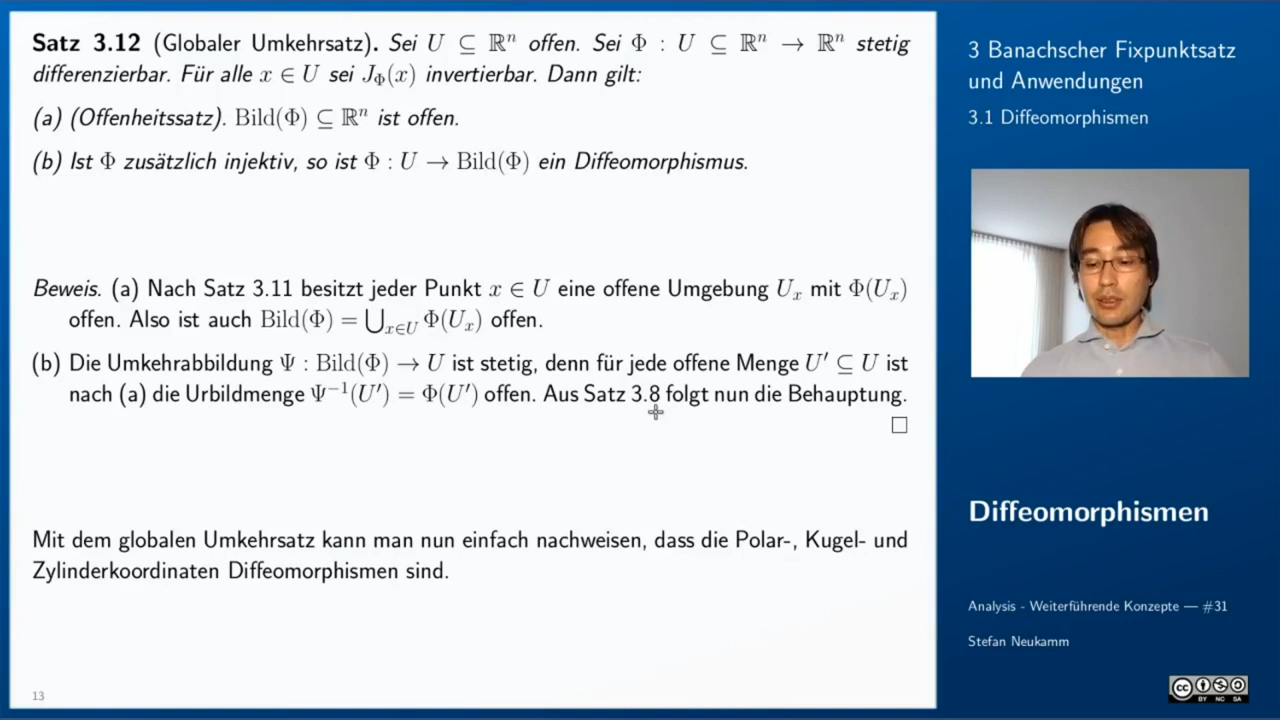 Satz 3.12 (Globaler Umkehrsatz). Sei U ⊆ ℝⁿ offen. Sei Φ : U ⊆ ℝⁿ → ℝⁿ stetig
differenzierbar. Für alle x ∈ U sei J_Φ(x) invertierbar. Dann gilt:
(a) (Offenheitssatz). Bild(Φ) ⊆ ℝⁿ ist offen.
(b) Ist Φ zusätzlich injektiv, so ist Φ : U → Bild(Φ) ein Diffeomorphismus.
Beweis. (a) Nach Satz 3.11 besitzt jeder Punkt x ∈ U eine offene Umgebung U_x mit Φ(U_x)
offen. Also ist auch Bild(Φ) = ⋃_{x∈U} Φ(U_x) offen.
(b) Die Umkehrabbildung Ψ : Bild(Φ) → U ist stetig, denn für jede offene Menge U′ ⊆ U ist
nach (a) die Urbildmenge Ψ⁻¹(U′) = Φ(U′) offen. Aus Satz 3.8 folgt nun die Behauptung.
□
Mit dem globalen Umkehrsatz kann man nun einfach nachweisen, dass die Polar-, Kugel- und
Zylinderkoordinaten Diffeomorphismen sind.
13
3 Banachscher Fixpunktsatz
und Anwendungen
3.1 Diffeomorphismen
Diffeomorphismen
Analysis - Weiterführende Konzepte — #31
Stefan Neukamm
cc
BY NC SA